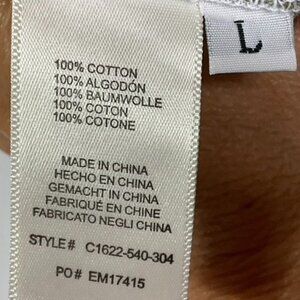 L
100% COTTON
100% ALGODÓN
100% BAUMWOLLE
100% COTON
100% COTONE
MADE IN CHINA
HECHO EN CHINA
GEMACHT IN CHINA
FABRIQUÉ EN CHINE
FABRICATO NEGLI CHINA
STYLE # C1622-540-304
PO# EM17415